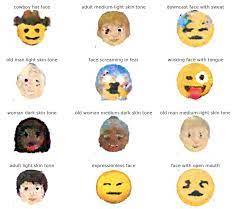 cowboy hat face
adult medium-light skin tone
downcast face with sweat
old man light skin tone
face screaming in fear
winking face with tongue
woman dark skin tone
old woman medium-dark skin tone
old man medium-light skin tone
adult light skin tone
expressionless face
face with open mouth